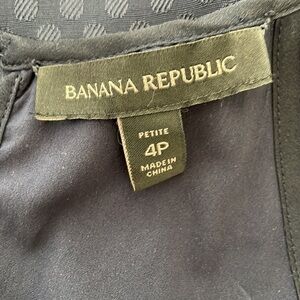 BANANA REPUBLIC
PETITE
4P
MADE IN
CHINA